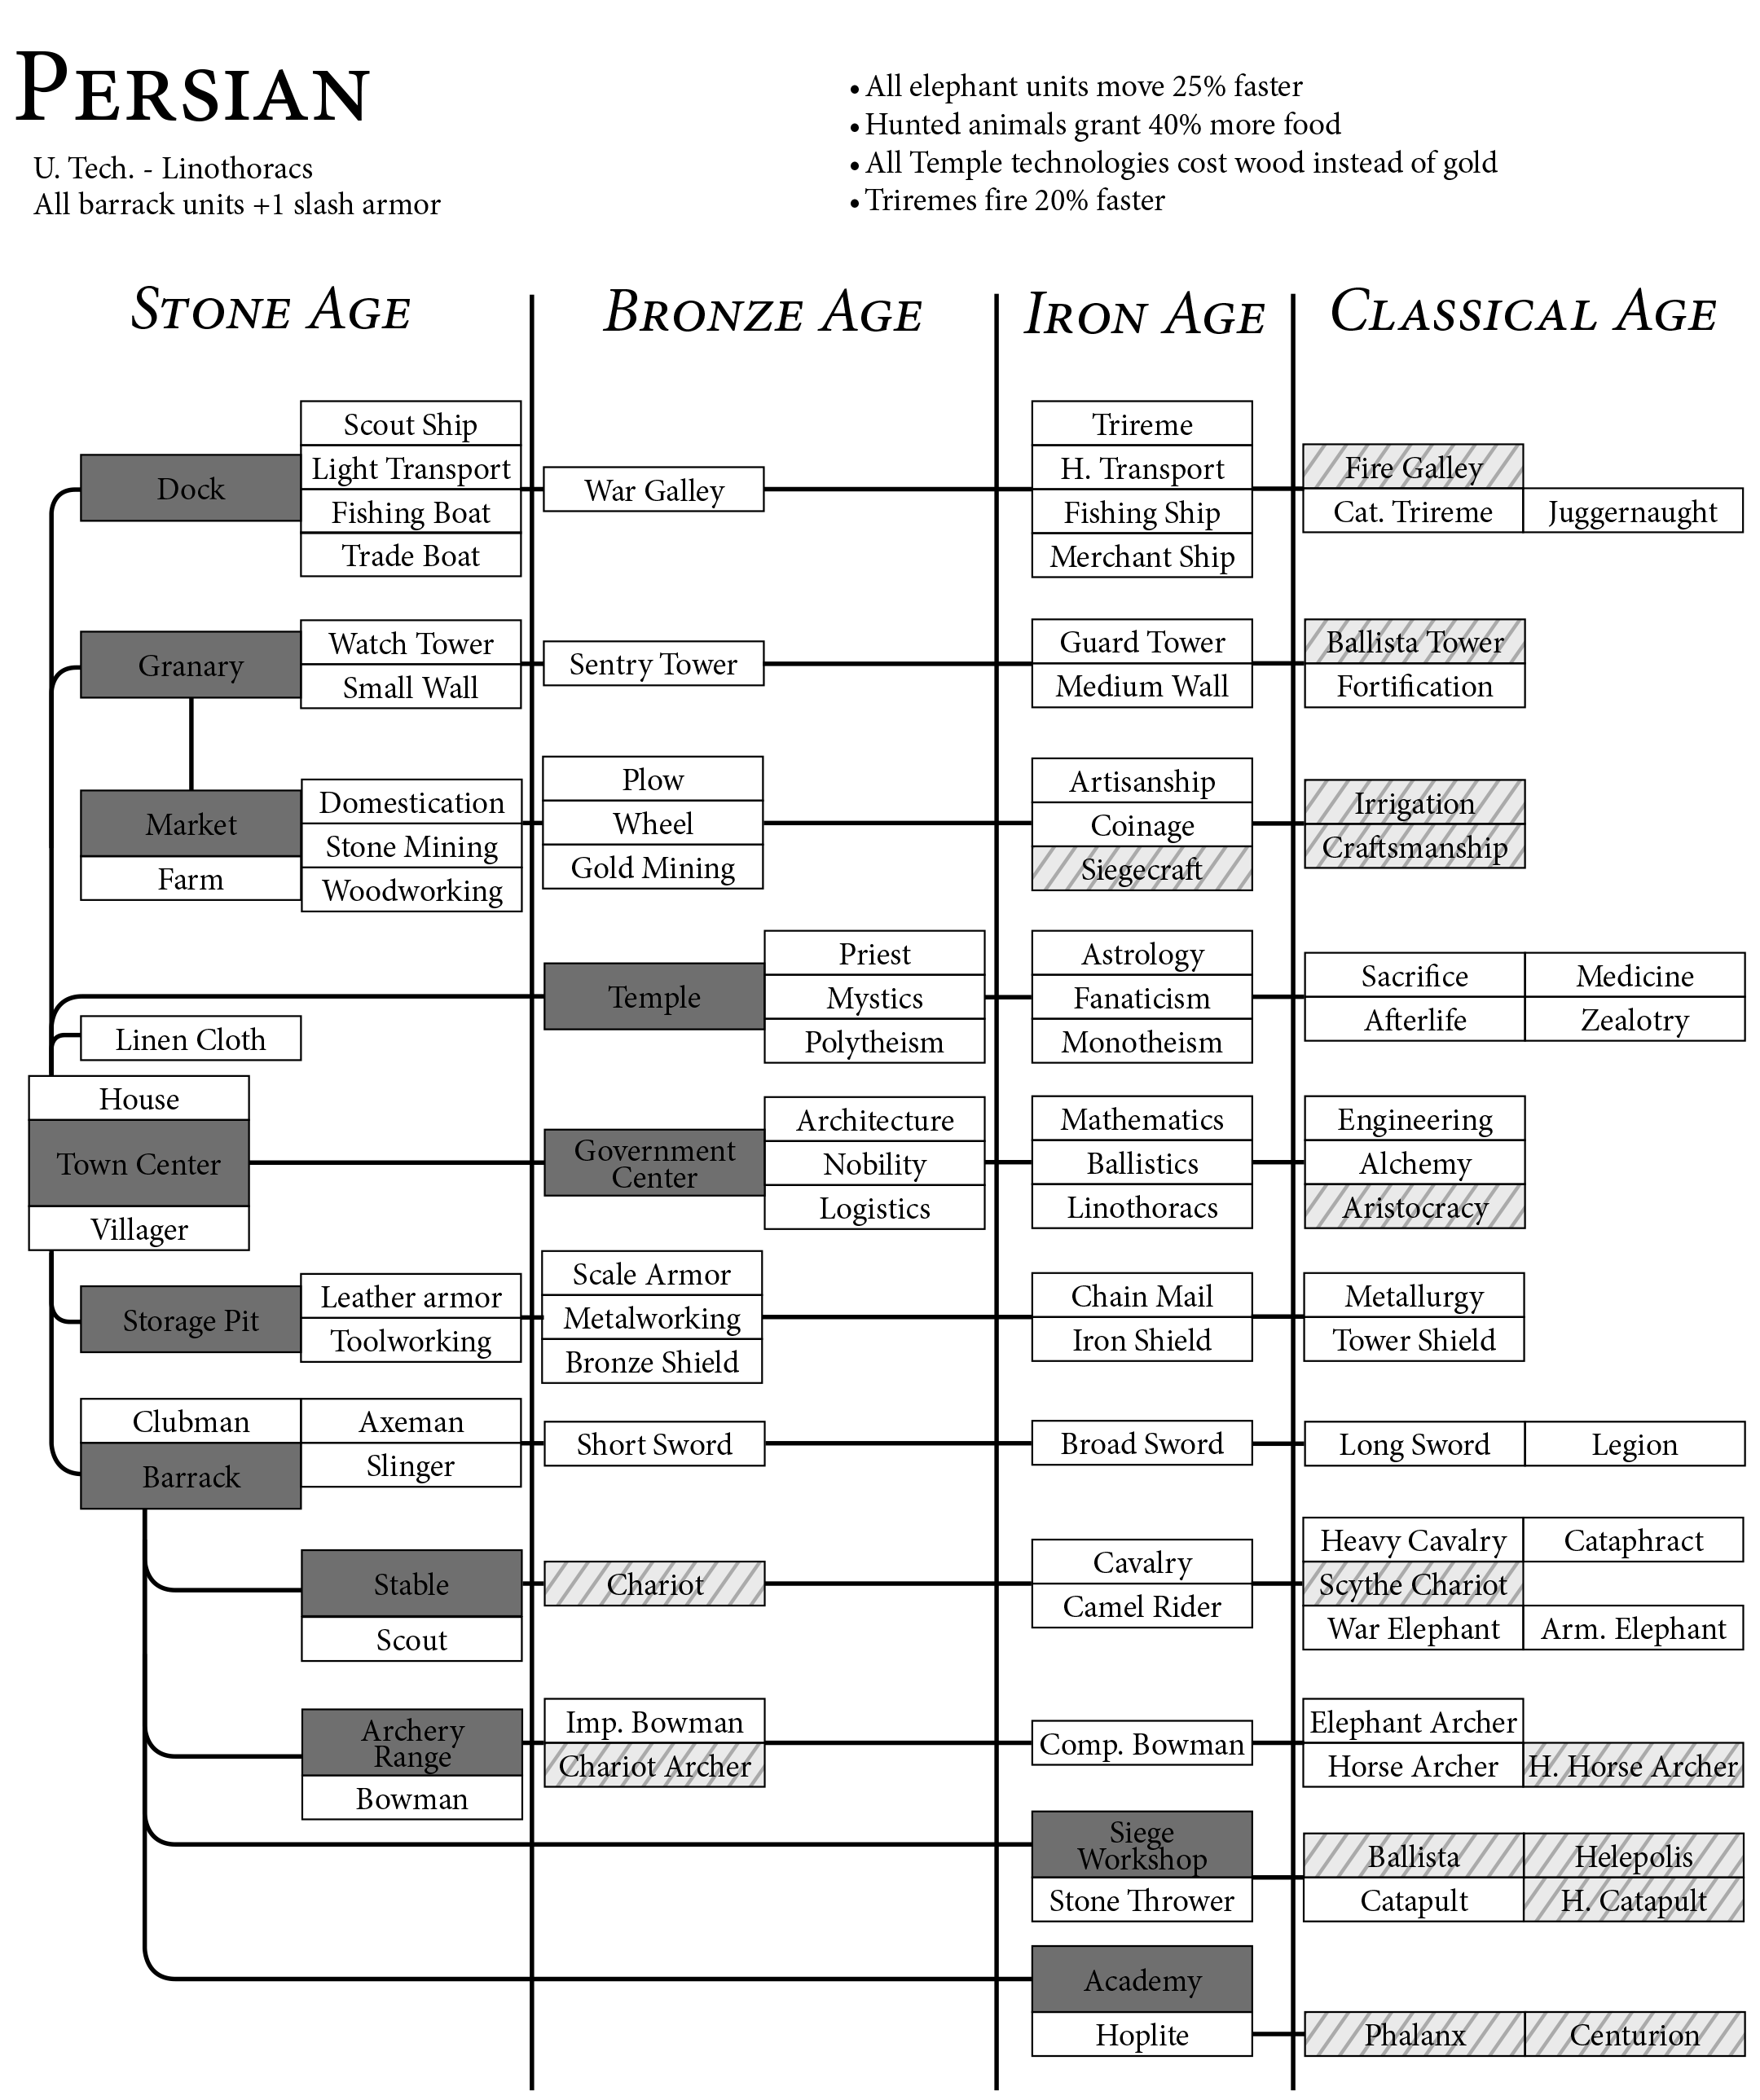 PERSIAN
U. Tech. - Linothoracs
All barrack units +1 slash armor
• All elephant units move 25% faster
• Hunted animals grant 40% more food
• All Temple technologies cost wood instead of gold
• Triremes fire 20% faster
STONE AGE
BRONZE AGE
IRON AGE
CLASSICAL AGE
Dock
Scout Ship
Light Transport
Fishing Boat
Trade Boat
War Galley
Trireme
H. Transport
Fishing Ship
Merchant Ship
Fire Galley
Cat. Trireme
Juggernaught
Granary
Watch Tower
Small Wall
Sentry Tower
Guard Tower
Medium Wall
Ballista Tower
Fortification
Market
Farm
Domestication
Stone Mining
Woodworking
Plow
Wheel
Gold Mining
Artisanship
Coinage
Siegecraft
Irrigation
Craftsmanship
Temple
Priest
Mystics
Polytheism
Astrology
Fanaticism
Monotheism
Sacrifice
Medicine
Afterlife
Zealotry
Linen Cloth
House
Town Center
Villager
Government
Center
Architecture
Nobility
Logistics
Mathematics
Ballistics
Linothoracs
Engineering
Alchemy
Aristocracy
Storage Pit
Leather armor
Toolworking
Scale Armor
Metalworking
Bronze Shield
Chain Mail
Iron Shield
Metallurgy
Tower Shield
Clubman
Barrack
Axeman
Slinger
Short Sword
Broad Sword
Long Sword
Legion
Stable
Scout
Chariot
Cavalry
Camel Rider
Heavy Cavalry
Cataphract
Scythe Chariot
War Elephant
Arm. Elephant
Archery
Range
Bowman
Imp. Bowman
Chariot Archer
Comp. Bowman
Elephant Archer
Horse Archer
H. Horse Archer
Siege
Workshop
Stone Thrower
Ballista
Helepolis
Catapult
H. Catapult
Academy
Hoplite
Phalanx
Centurion